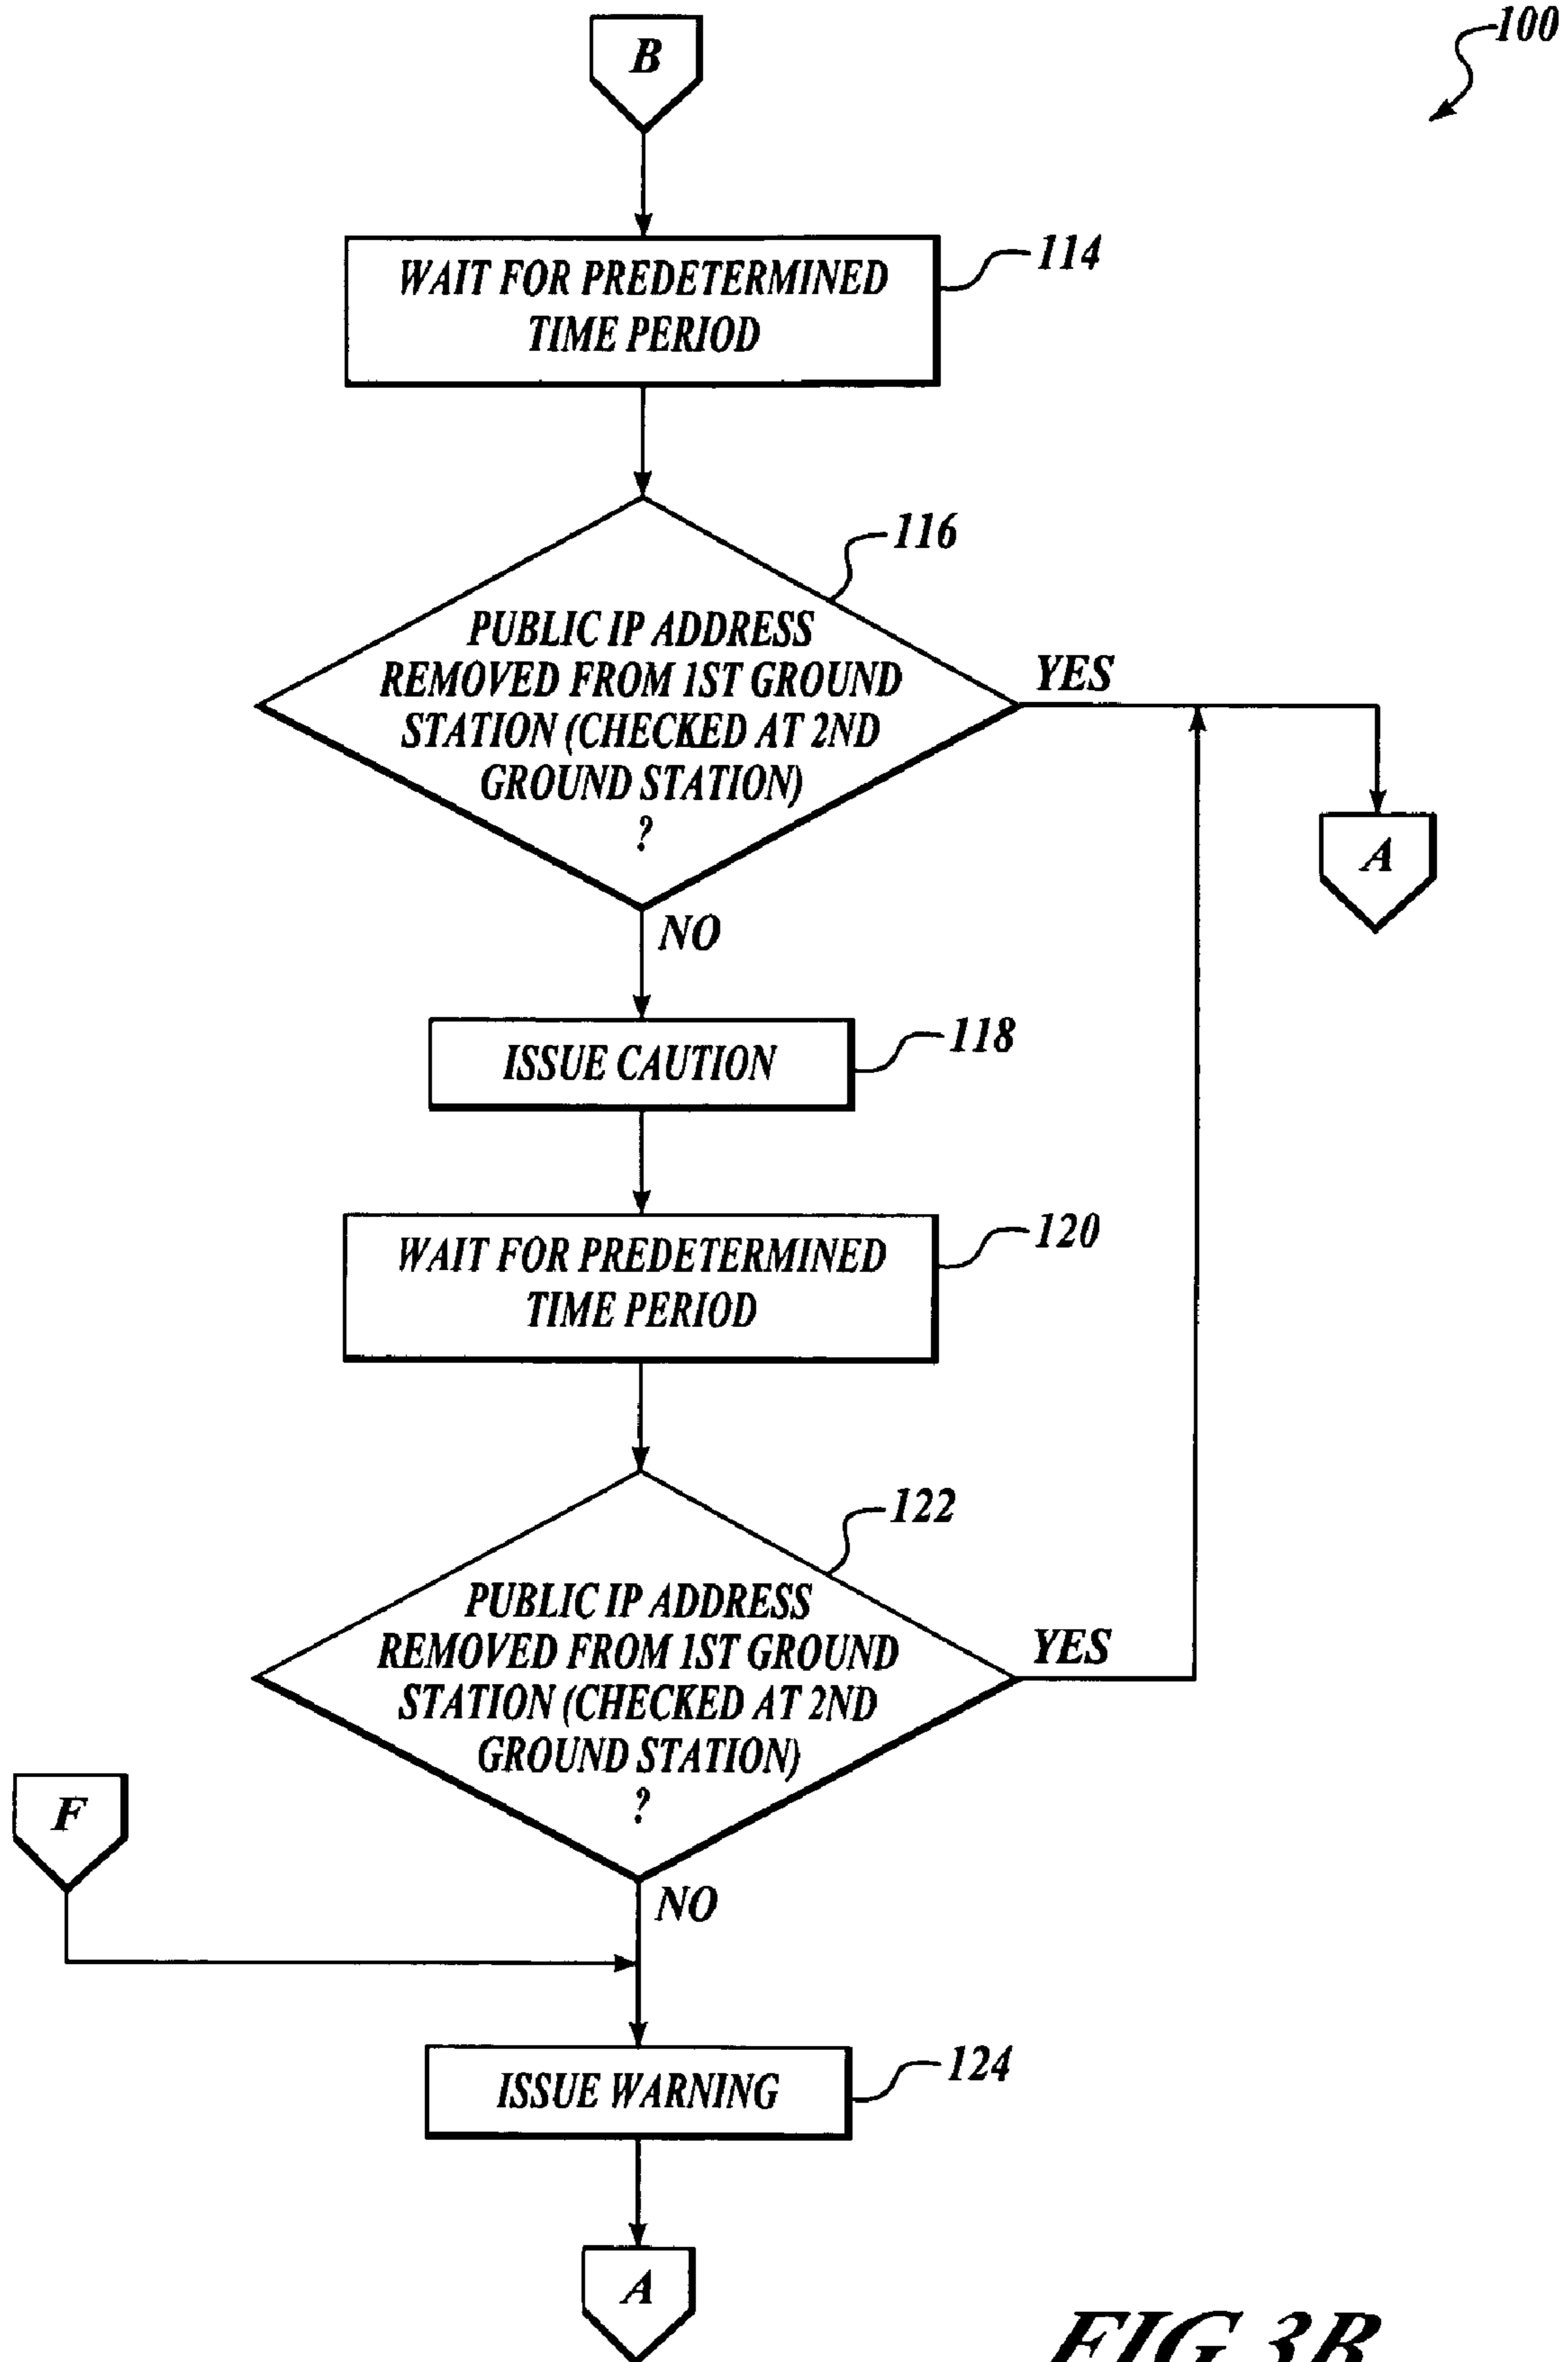 100
B
WAIT FOR PREDETERMINED
TIME PERIOD
114
116
PUBLIC IP ADDRESS
REMOVED FROM 1ST GROUND
STATION (CHECKED AT 2ND
GROUND STATION)
?
YES
A
NO
ISSUE CAUTION
118
WAIT FOR PREDETERMINED
TIME PERIOD
120
122
PUBLIC IP ADDRESS
REMOVED FROM 1ST GROUND
STATION (CHECKED AT 2ND
GROUND STATION)
?
YES
F
NO
ISSUE WARNING
124
A
FIG 3B